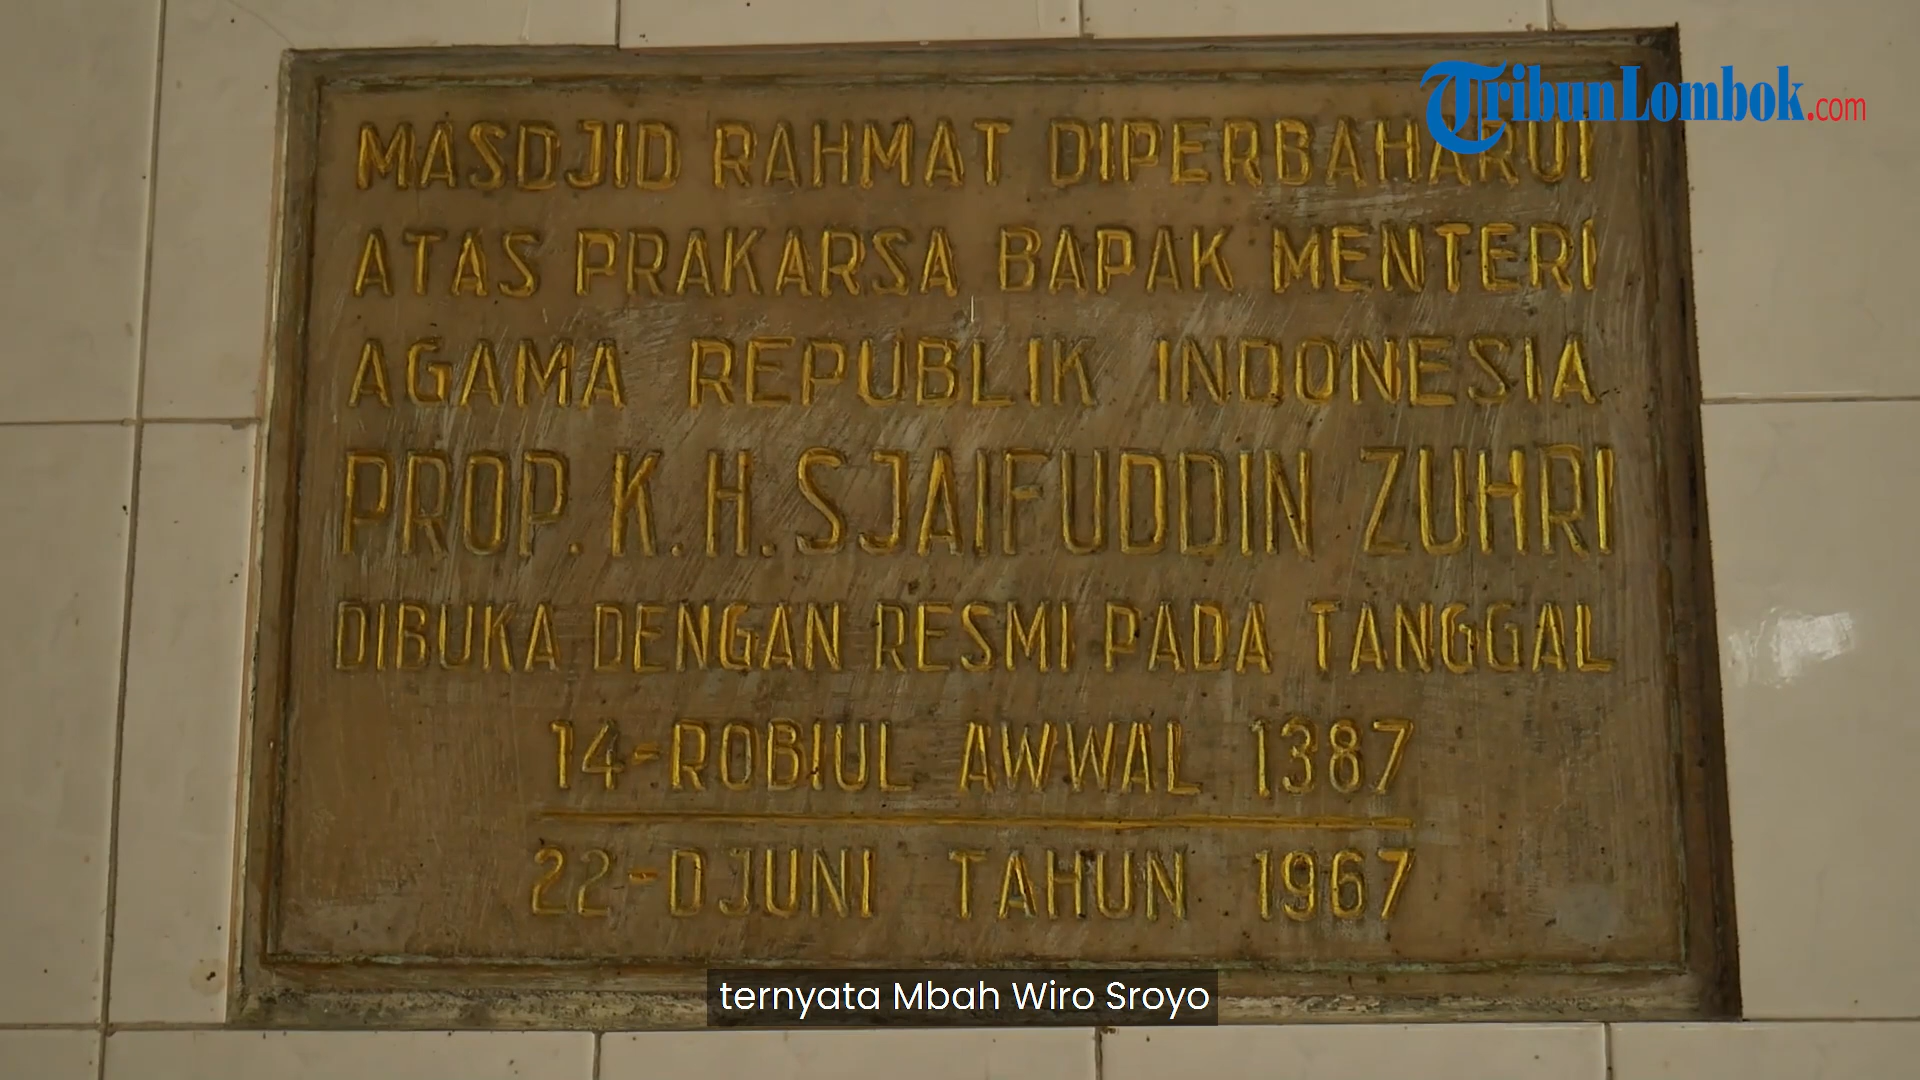 TribunLombok.com
MASDJID RAHMAT DIPERBAHARUI
ATAS PRAKARSA BAPAK MENTERI
AGAMA REPUBLIK INDONESIA
PROP. K.H. SJAIFUDDIN ZUHRI
DIBUKA DENGAN RESMI PADA TANGGAL
14-ROBIUL AWWAL 1387
22-DJUNI TAHUN 1967
ternyata Mbah Wiro Sroyo